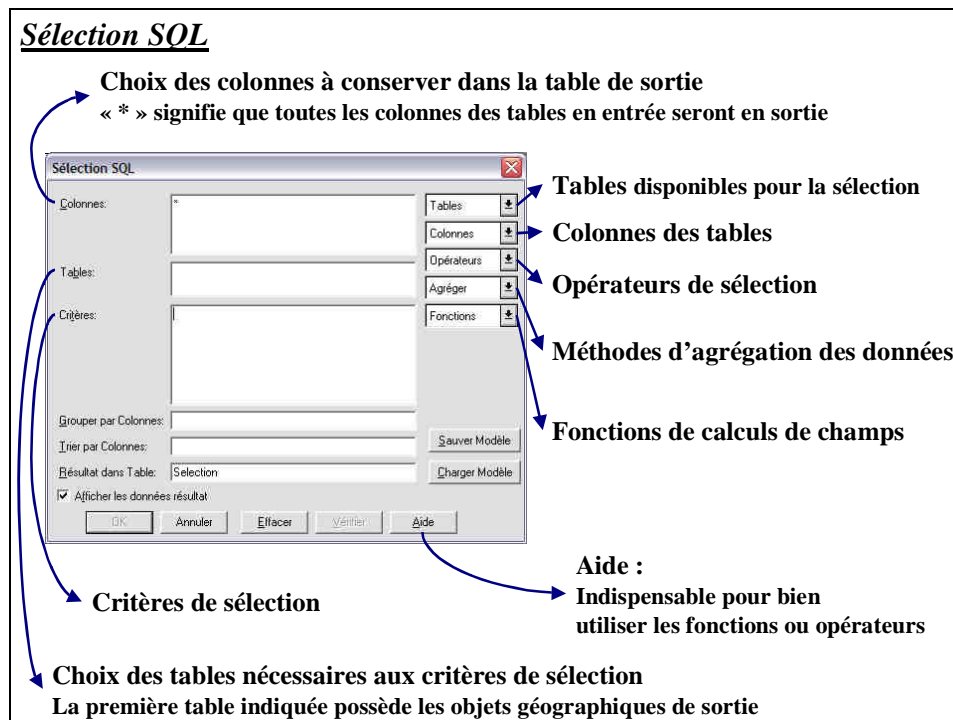 Sélection SQL
Choix des colonnes à conserver dans la table de sortie
« * » signifie que toutes les colonnes des tables en entrée seront en sortie
Sélection SQL
Colonnes:
*
Tables
Colonnes
Opérateurs
Agréger
Fonctions
Tables:
Critères:
Grouper par Colonnes:
Trier par Colonnes:
Résultat dans Table:
Selection
Sauver Modèle
Charger Modèle
Afficher les données résultat
OK
Annuler
Effacer
Vérifier
Aide
Tables disponibles pour la sélection
Colonnes des tables
Opérateurs de sélection
Méthodes d’agrégation des données
Fonctions de calculs de champs
Aide :
Indispensable pour bien
utiliser les fonctions ou opérateurs
Critères de sélection
Choix des tables nécessaires aux critères de sélection
La première table indiquée possède les objets géographiques de sortie